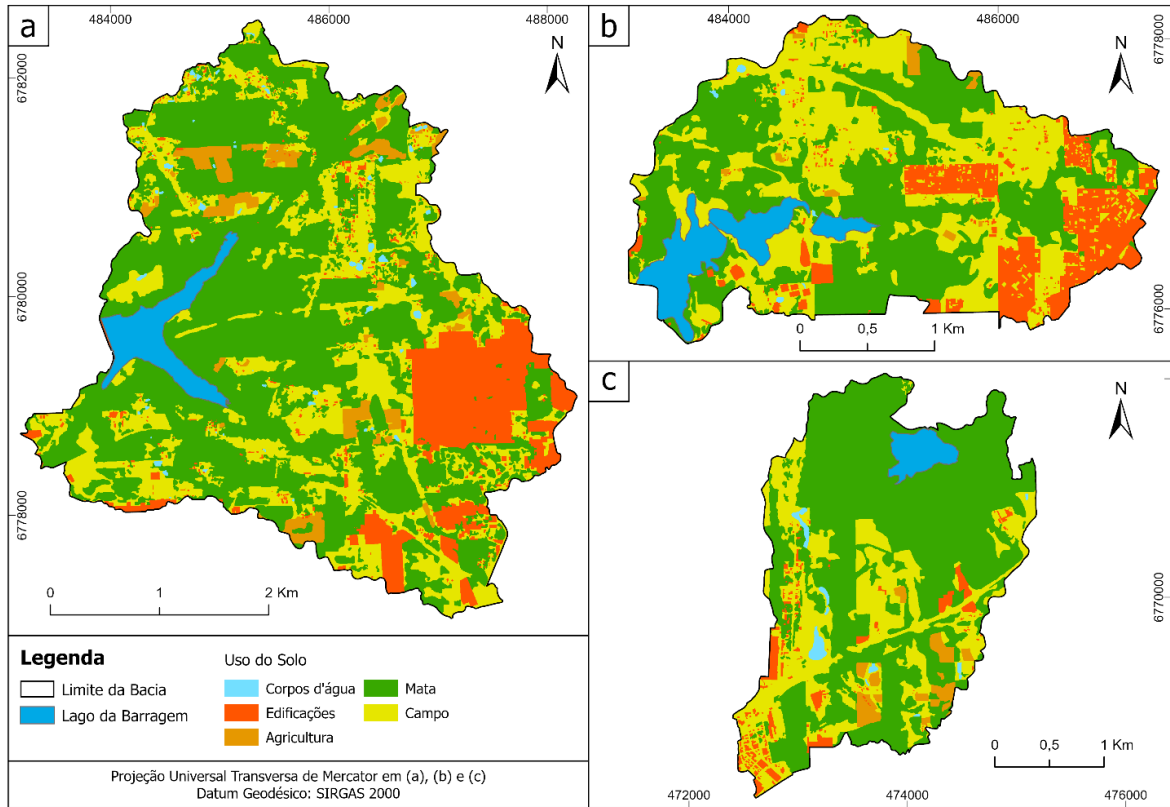 a
484000
486000
488000
6782000
6780000
6778000
N
0
1
2 Km
b
484000
486000
6778000
6776000
N
0
0,5
1 Km
c
N
6770000
472000
474000
476000
0
0,5
1 Km
Legenda
Limite da Bacia
Lago da Barragem
Uso do Solo
Corpos d'água
Edificações
Agricultura
Mata
Campo
Projeção Universal Transversa de Mercator em (a), (b) e (c)
Datum Geodésico: SIRGAS 2000